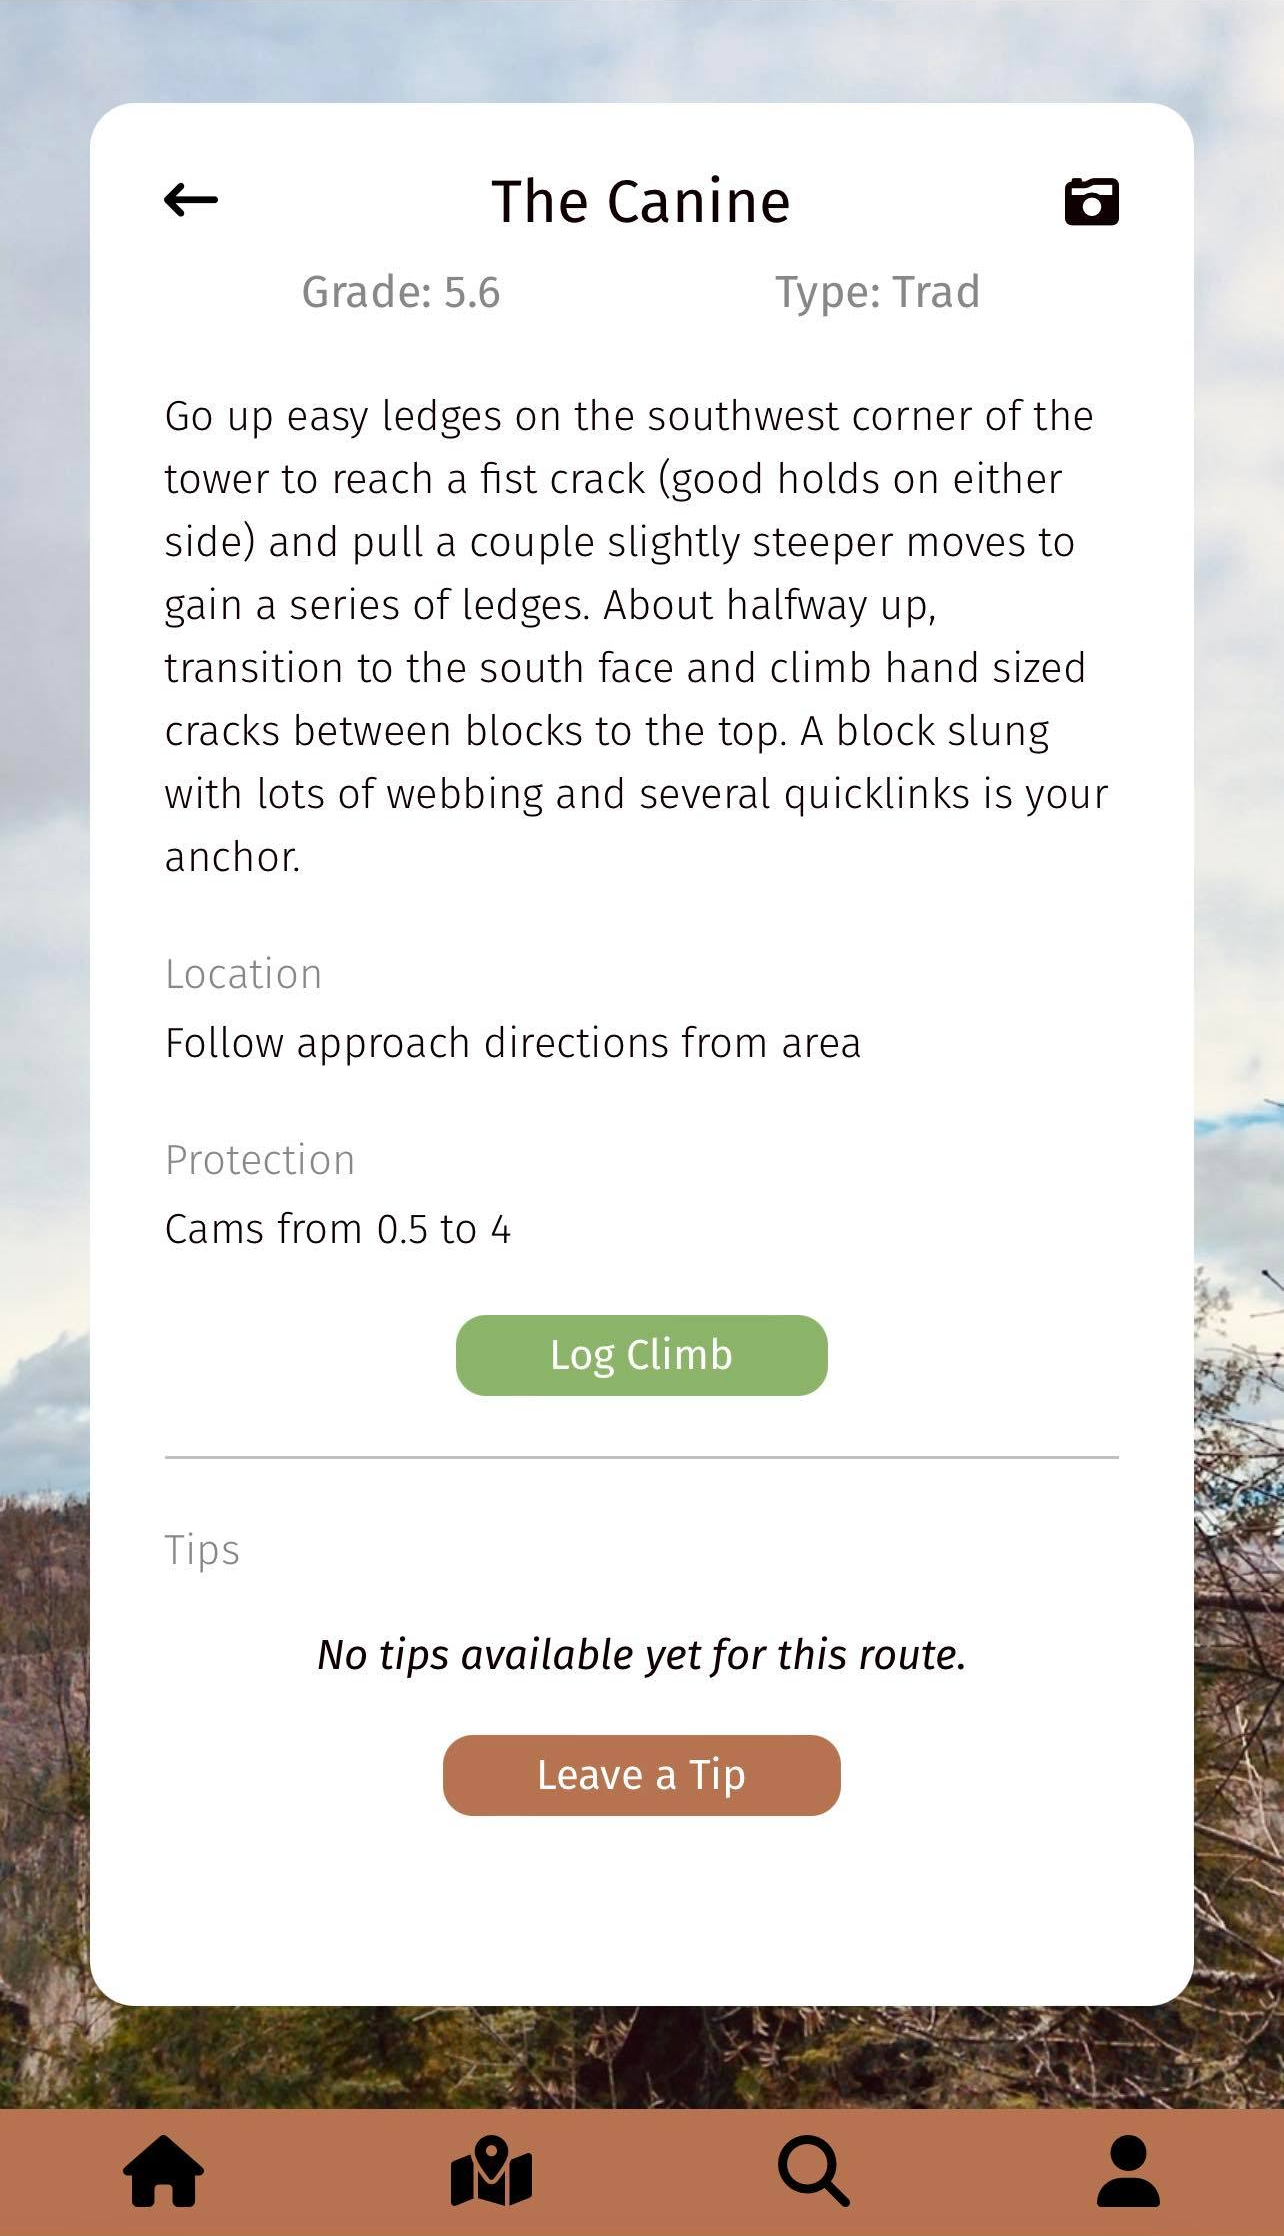 The Canine
Grade: 5.6
Type: Trad
Go up easy ledges on the southwest corner of the
tower to reach a fist crack (good holds on either
side) and pull a couple slightly steeper moves to
gain a series of ledges. About halfway up,
transition to the south face and climb hand sized
cracks between blocks to the top. A block slung
with lots of webbing and several quicklinks is your
anchor.
Location
Follow approach directions from area
Protection
Cams from 0.5 to 4
Log Climb
Tips
No tips available yet for this route.
Leave a Tip